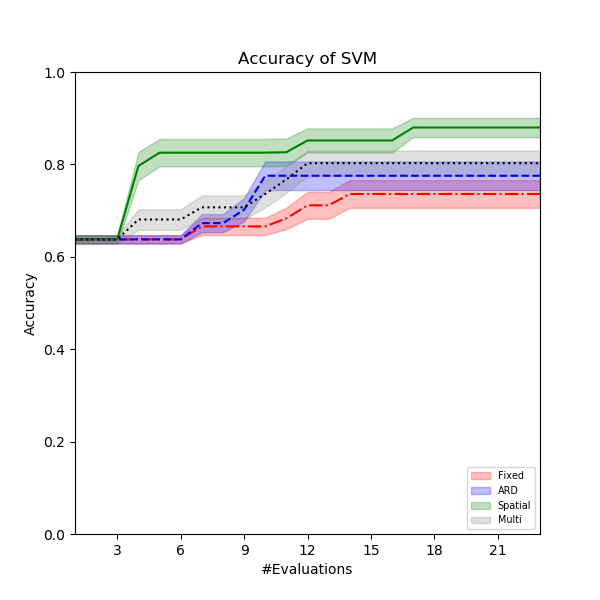 Accuracy of SVM
1.0
0.8
0.6
0.4
0.2
0.0
Accuracy
3 6 9 12 15 18 21
#Evaluations
Fixed
ARD
Spatial
Multi